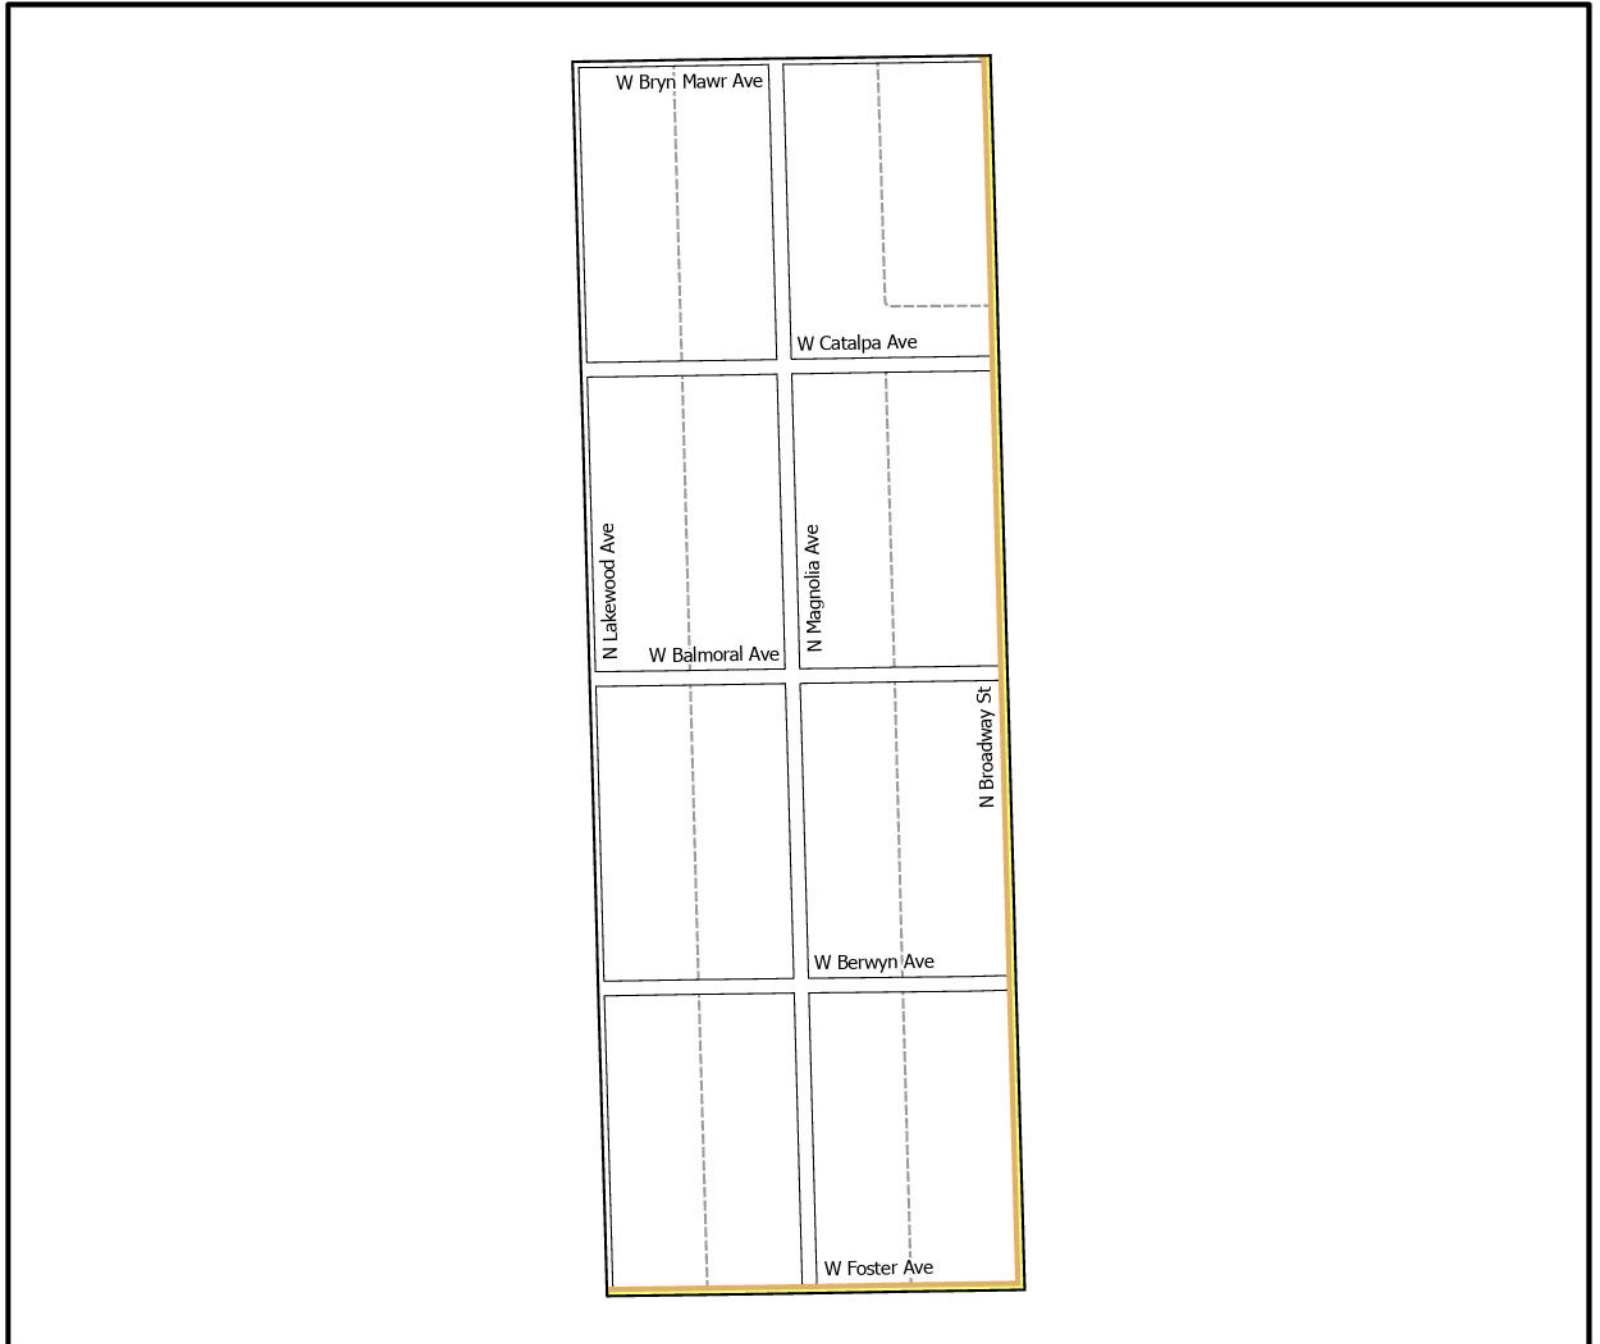 W Bryn Mawr Ave
W Catalpa Ave
N Lakewood Ave
N Magnolia Ave
W Balmoral Ave
N Broadway St
W Berwyn Ave
W Foster Ave